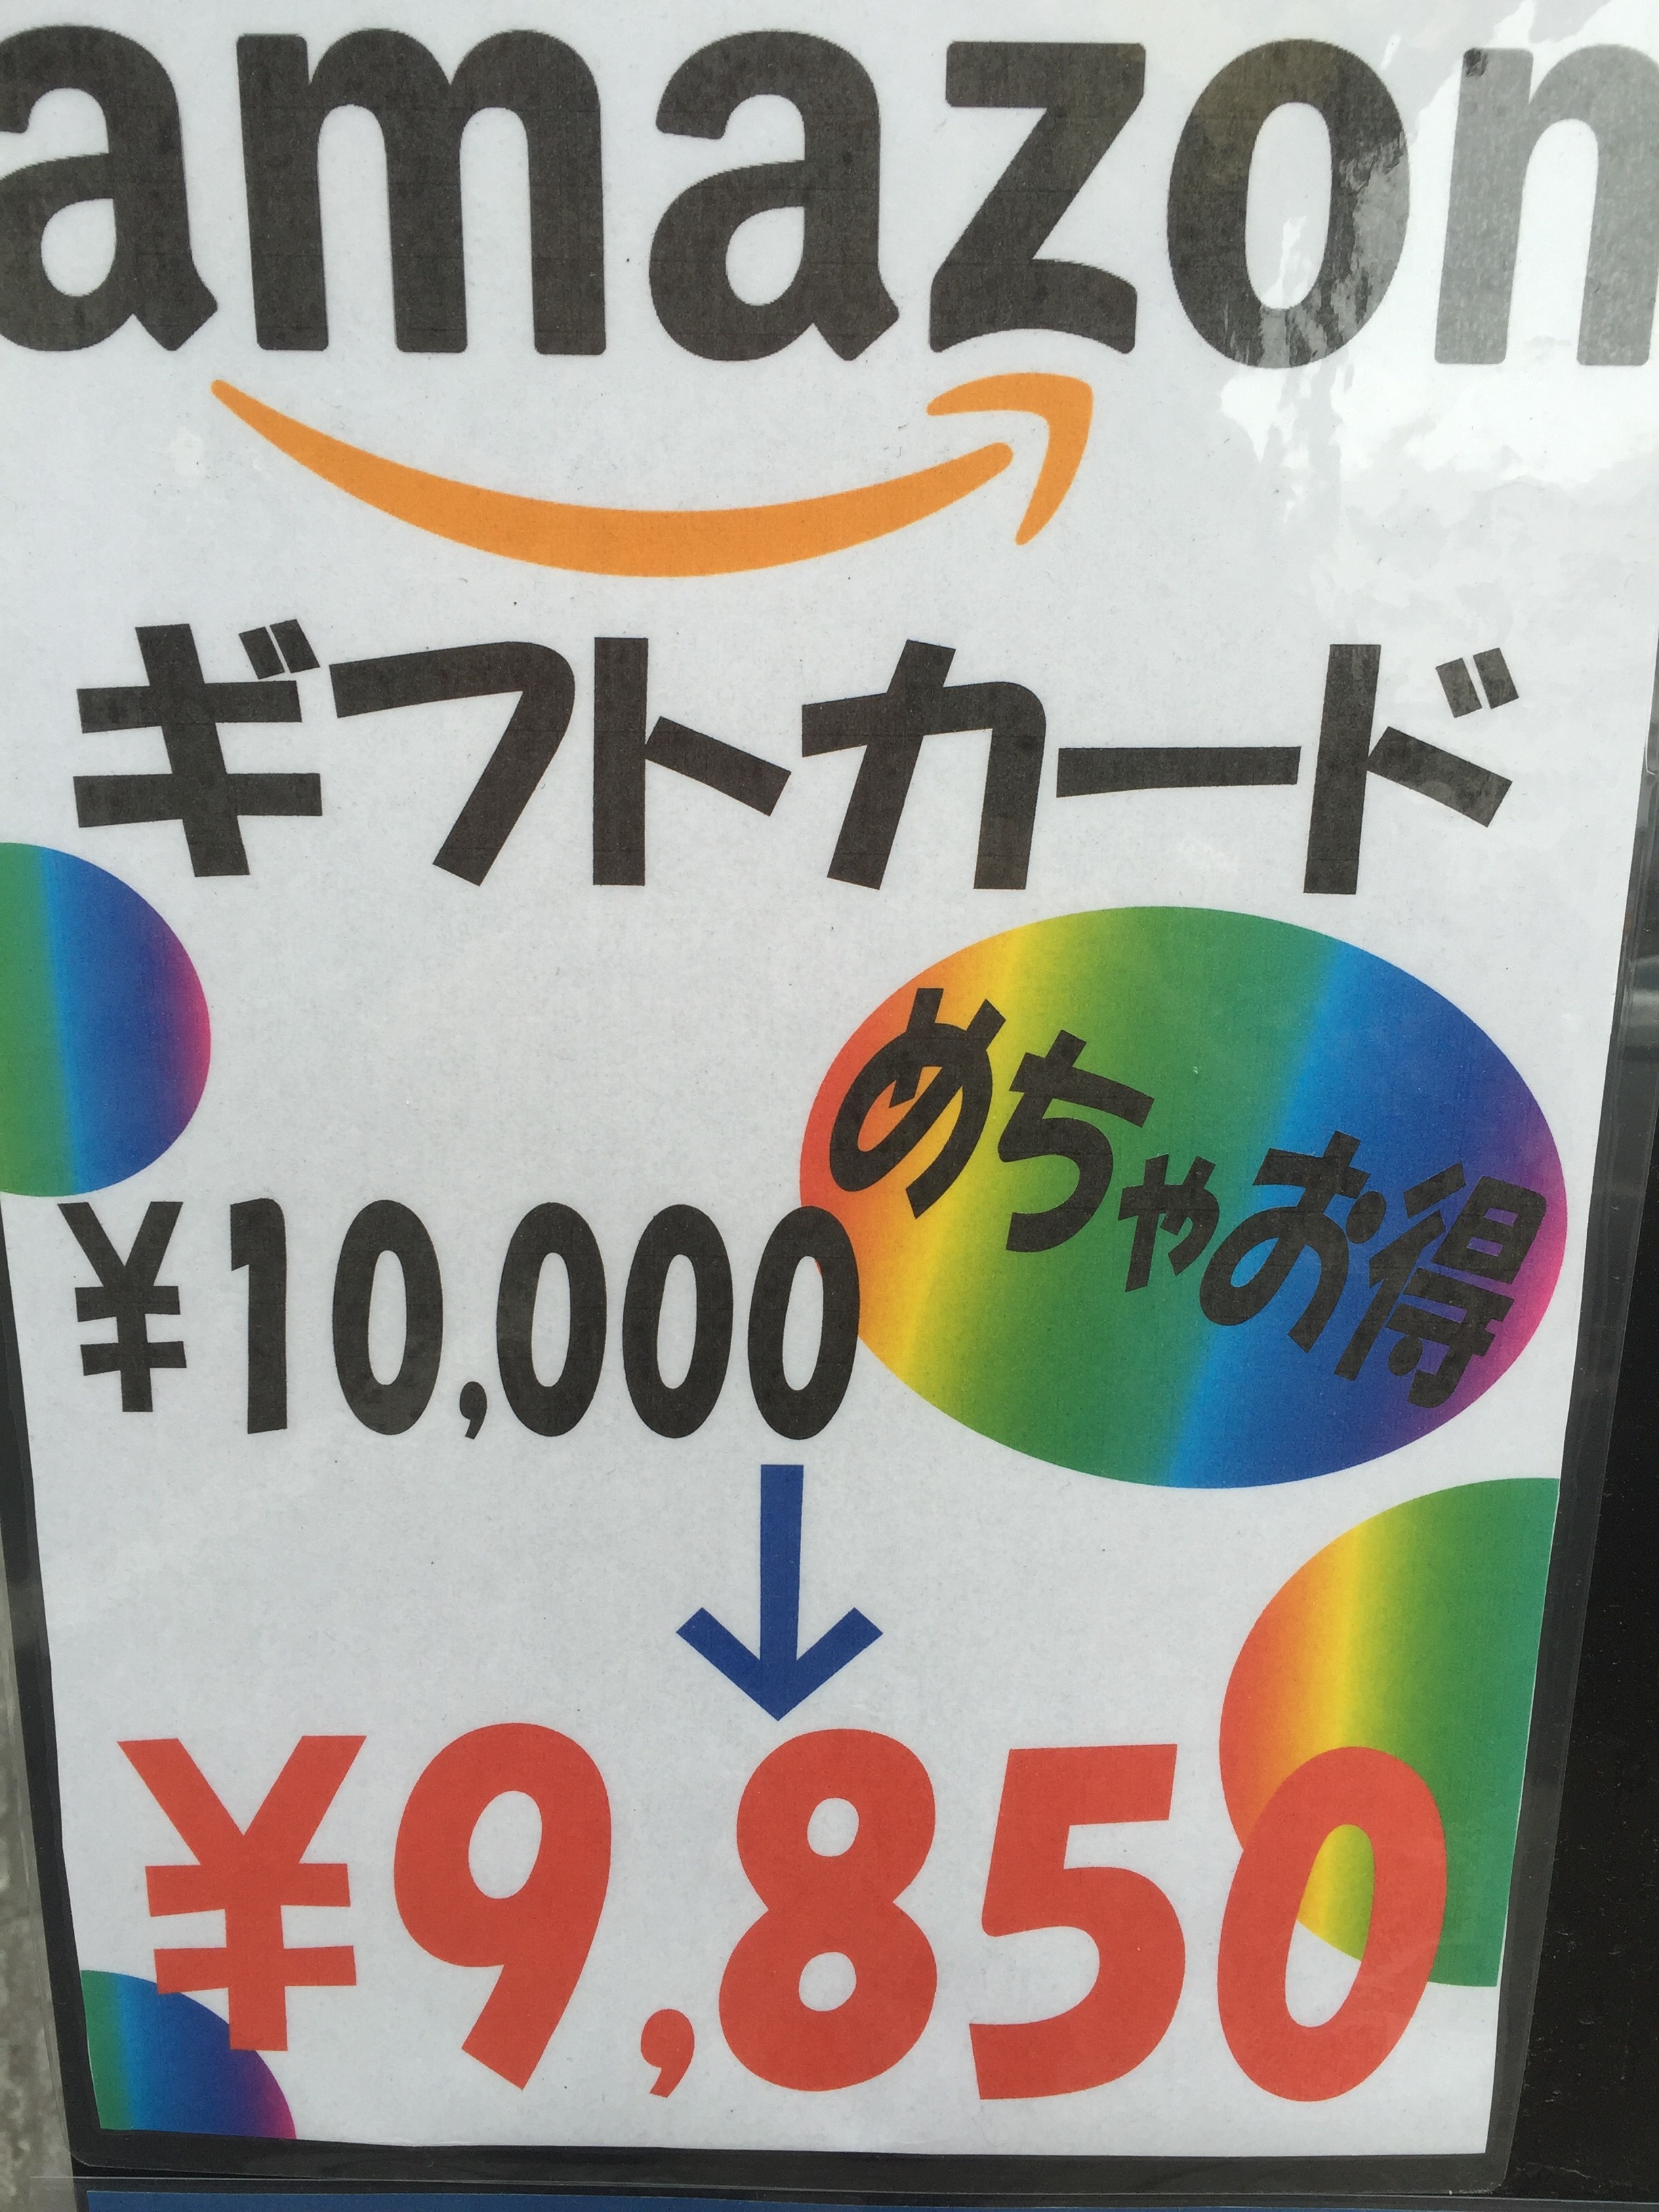 amazon
ギフトカード
めちゃお得
¥10,000
↓
¥9,850